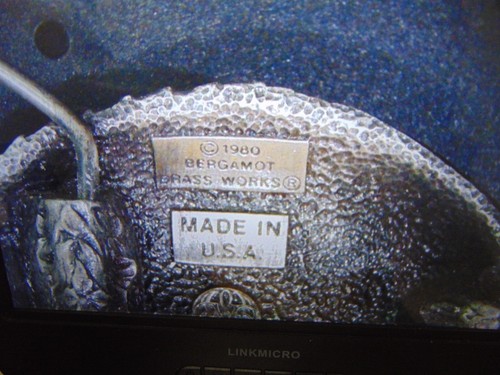 ©1980
BERGAMOT
BRASS WORKS®
MADE IN
U.S.A.
LINKMICRO